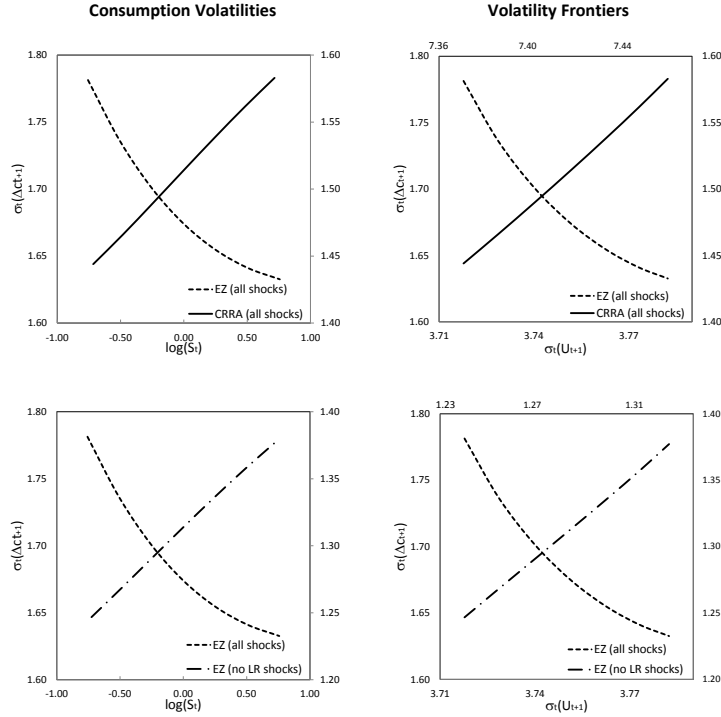 Consumption Volatilities
Volatility Frontiers
7.36 7.40 7.44
1.80 1.60 1.80 1.60
1.75 1.55 1.75 1.55
1.70 1.50 1.70 1.50
1.65 1.45 1.65 1.45
1.60 1.40 1.60 1.40
σt(Δct+1)
σt(Δct+1)
EZ (all shocks)
CRRA (all shocks)
EZ (all shocks)
CRRA (all shocks)
-1.00 -0.50 0.00 0.50 1.00
log(St)
3.71 3.74 3.77
σt(Ut+1)
1.23 1.27 1.31
1.80 1.40 1.80 1.40
1.75 1.35 1.75 1.35
1.70 1.30 1.70 1.30
1.65 1.25 1.65 1.25
1.60 1.20 1.60 1.20
σt(Δct+1)
σt(Δct+1)
EZ (all shocks)
EZ (no LR shocks)
EZ (all shocks)
EZ (no LR shocks)
-1.00 -0.50 0.00 0.50 1.00
log(St)
3.71 3.74 3.77
σt(Ut+1)